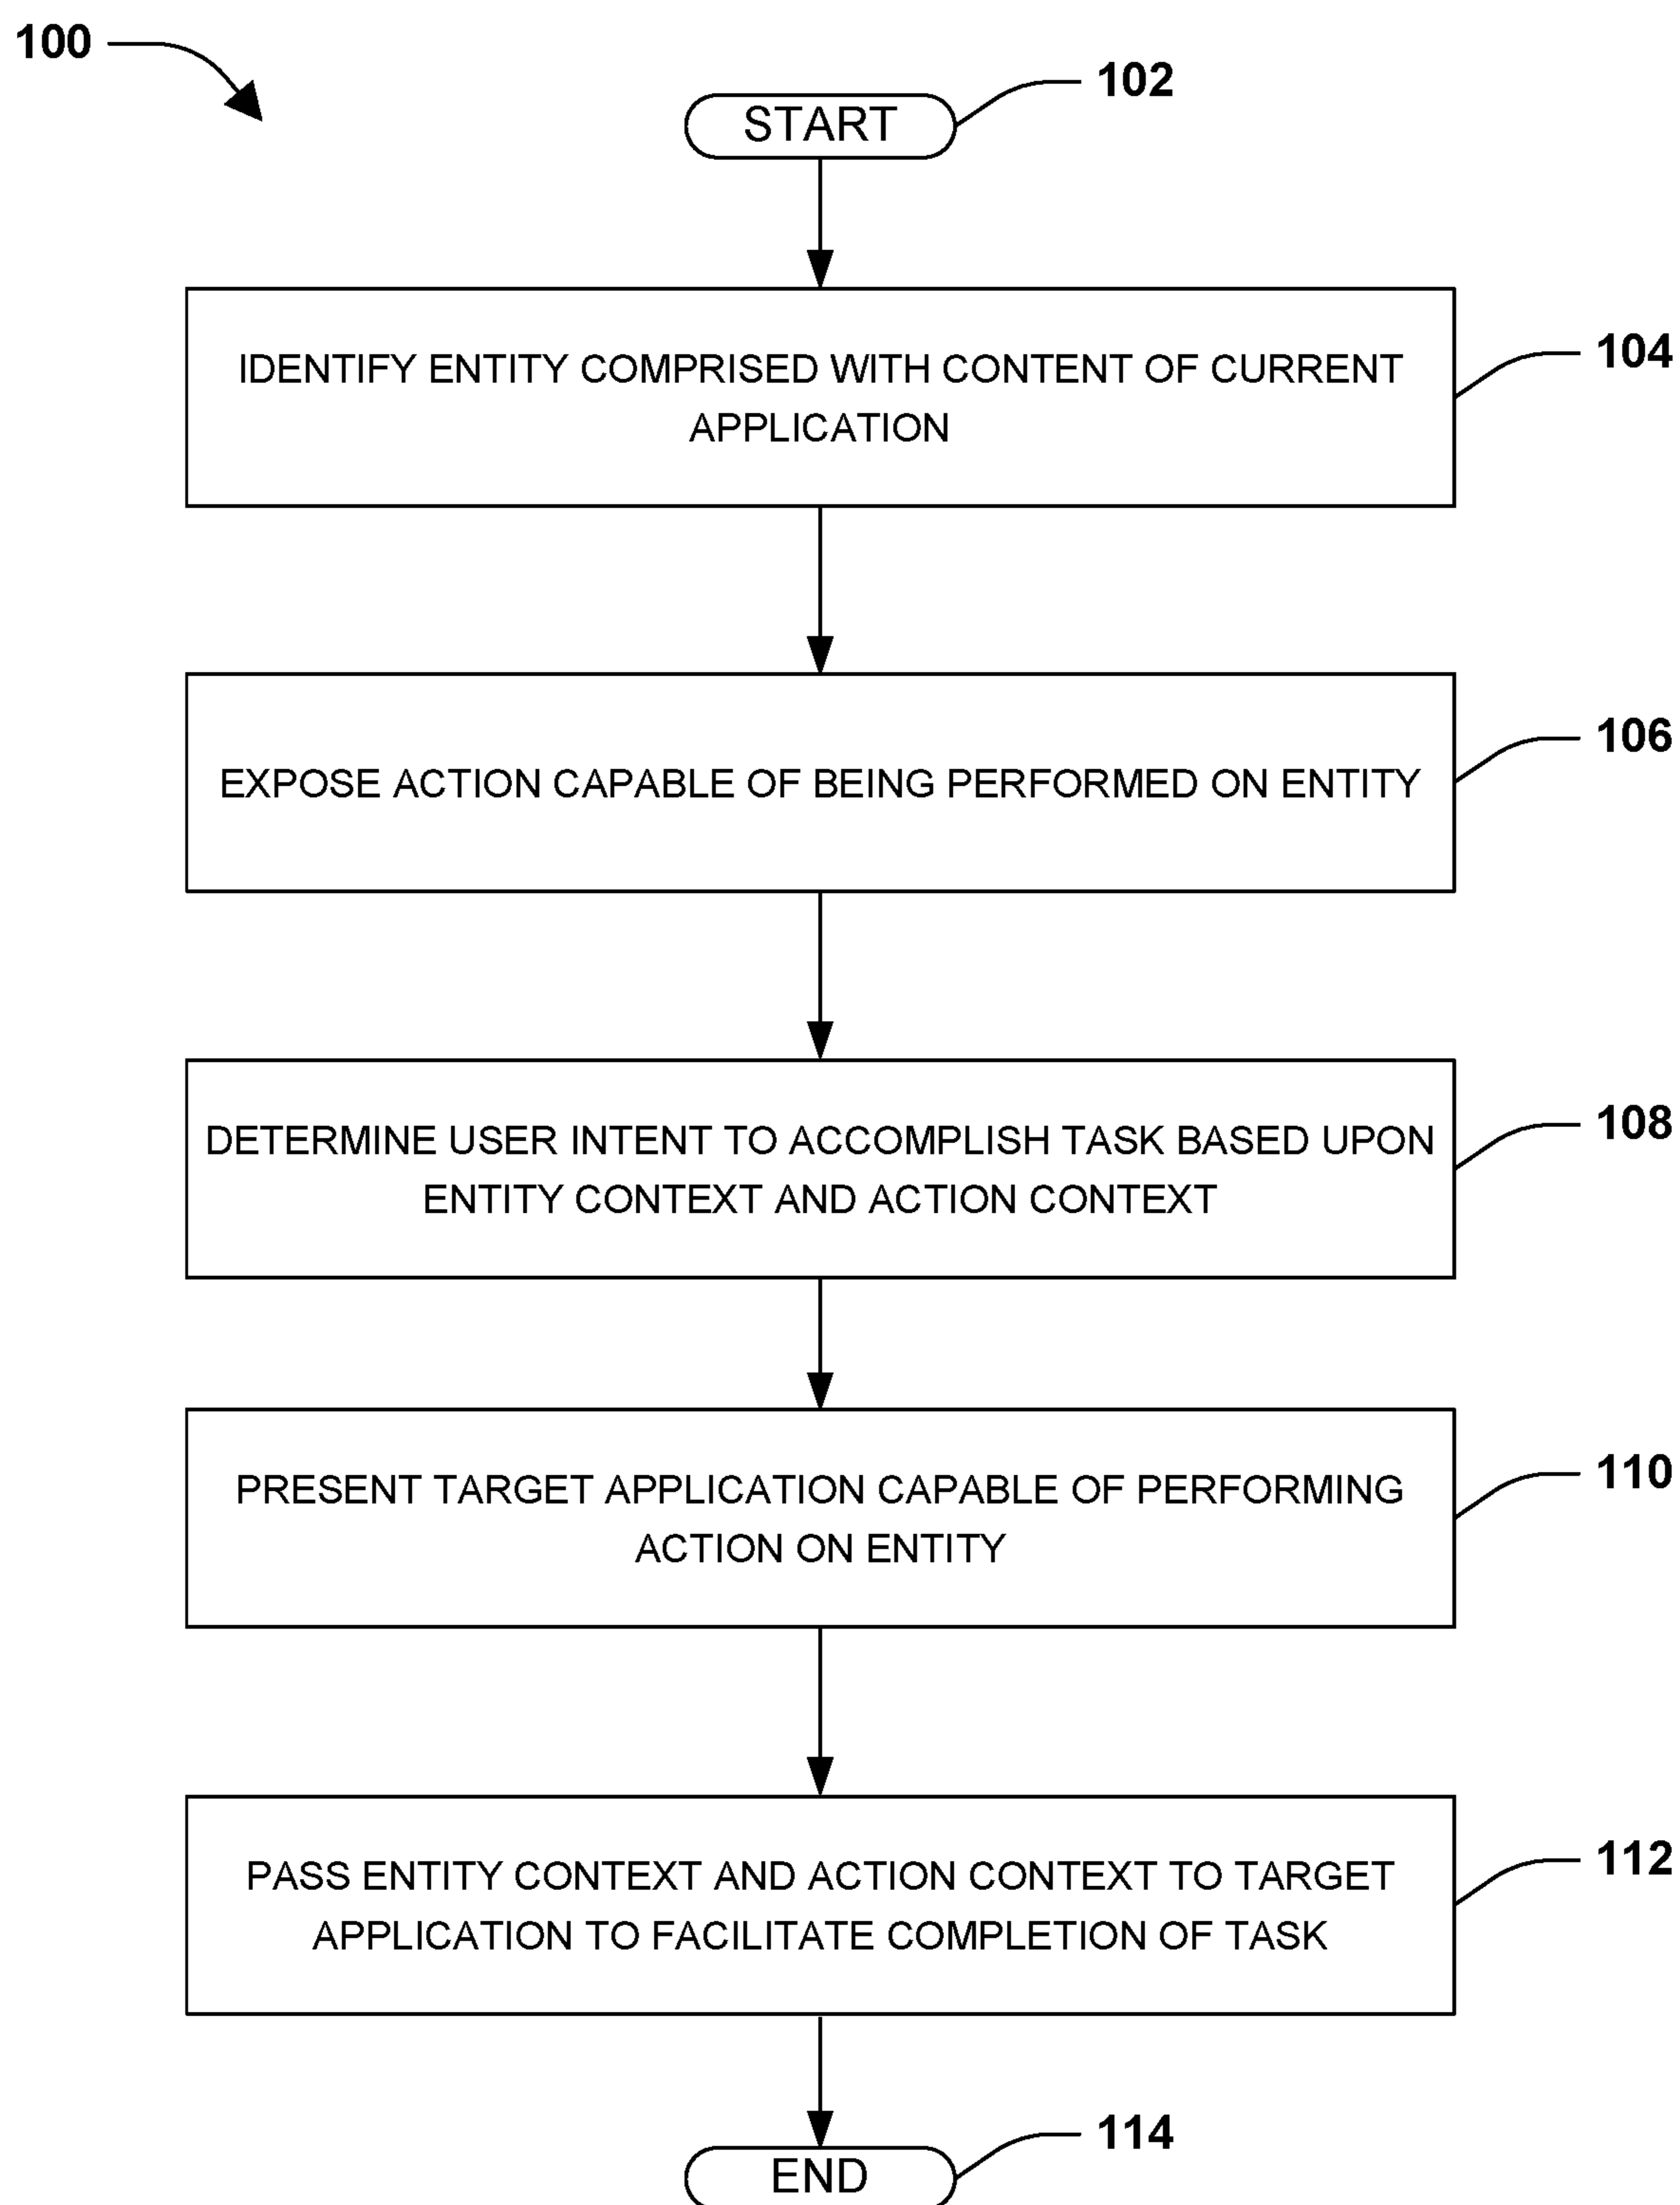 100
102
START
IDENTIFY ENTITY COMPRISED WITH CONTENT OF CURRENT
APPLICATION
104
EXPOSE ACTION CAPABLE OF BEING PERFORMED ON ENTITY
106
DETERMINE USER INTENT TO ACCOMPLISH TASK BASED UPON
ENTITY CONTEXT AND ACTION CONTEXT
108
PRESENT TARGET APPLICATION CAPABLE OF PERFORMING
ACTION ON ENTITY
110
PASS ENTITY CONTEXT AND ACTION CONTEXT TO TARGET
APPLICATION TO FACILITATE COMPLETION OF TASK
112
114
END